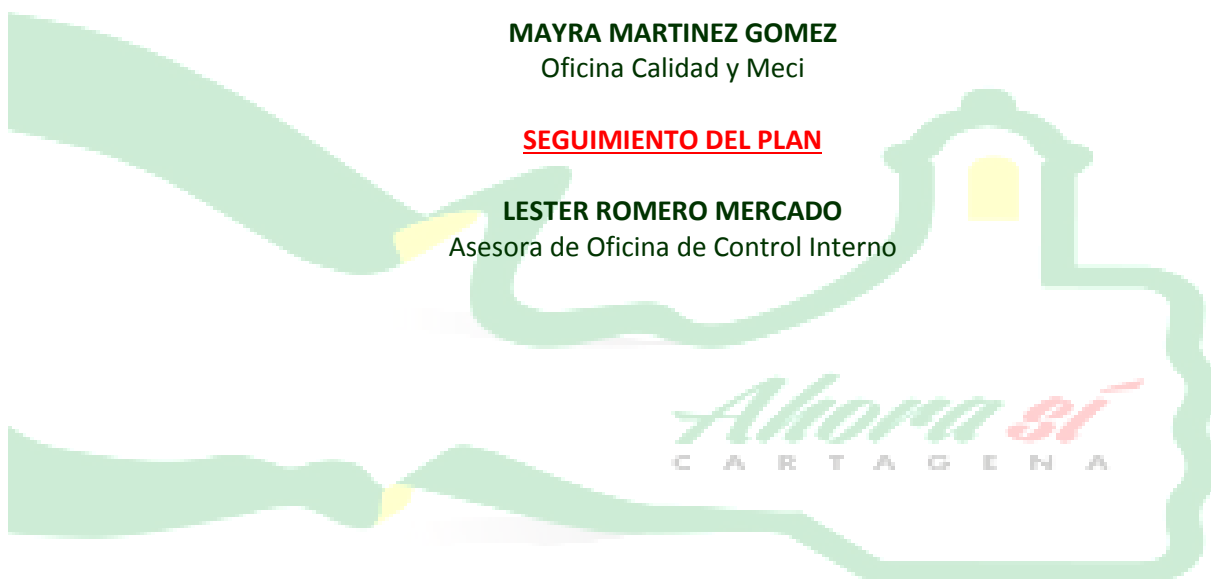 MAYRA MARTINEZ GOMEZ
Oficina Calidad y Meci
SEGUIMIENTO DEL PLAN
LESTER ROMERO MERCADO
Asesora de Oficina de Control Interno
Ahora sí
CARTAGENA